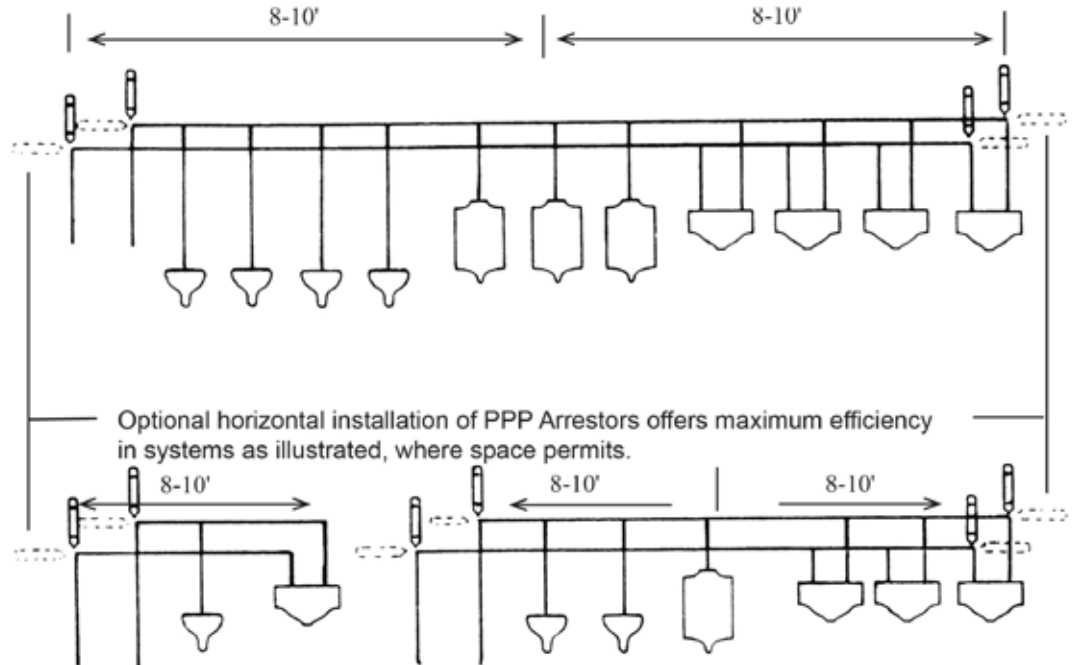 8-10' 8-10'
Optional horizontal installation of PPP Arrestors offers maximum efficiency
in systems as illustrated, where space permits.
8-10' 8-10' 8-10'